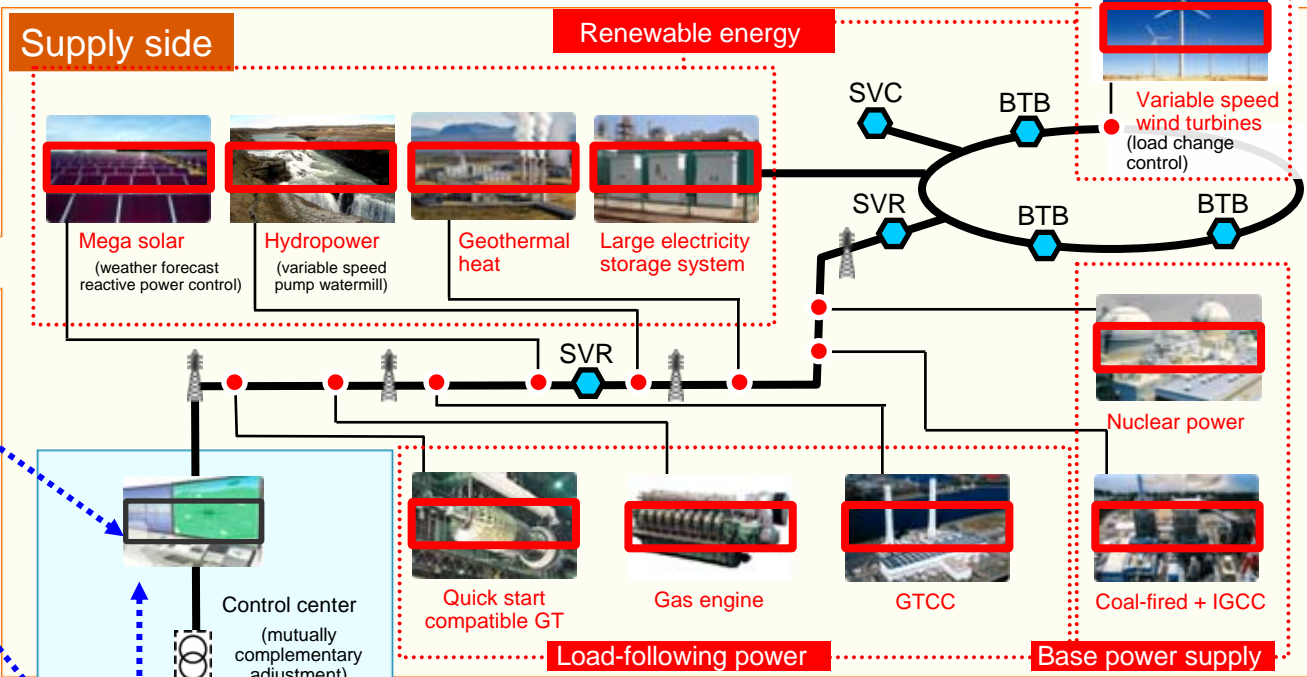 Supply side
Renewable energy
SVC
BTB
Variable speed
wind turbines
(load change
control)
SVR
BTB
BTB
Mega solar
(weather forecast
reactive power control)
Hydropower
(variable speed
pump watermill)
Geothermal
heat
Large electricity
storage system
SVR
Nuclear power
Quick start
compatible GT
Gas engine
GTCC
Coal-fired + IGCC
Control center
(mutually
complementary
adjustment)
Load-following power
Base power supply